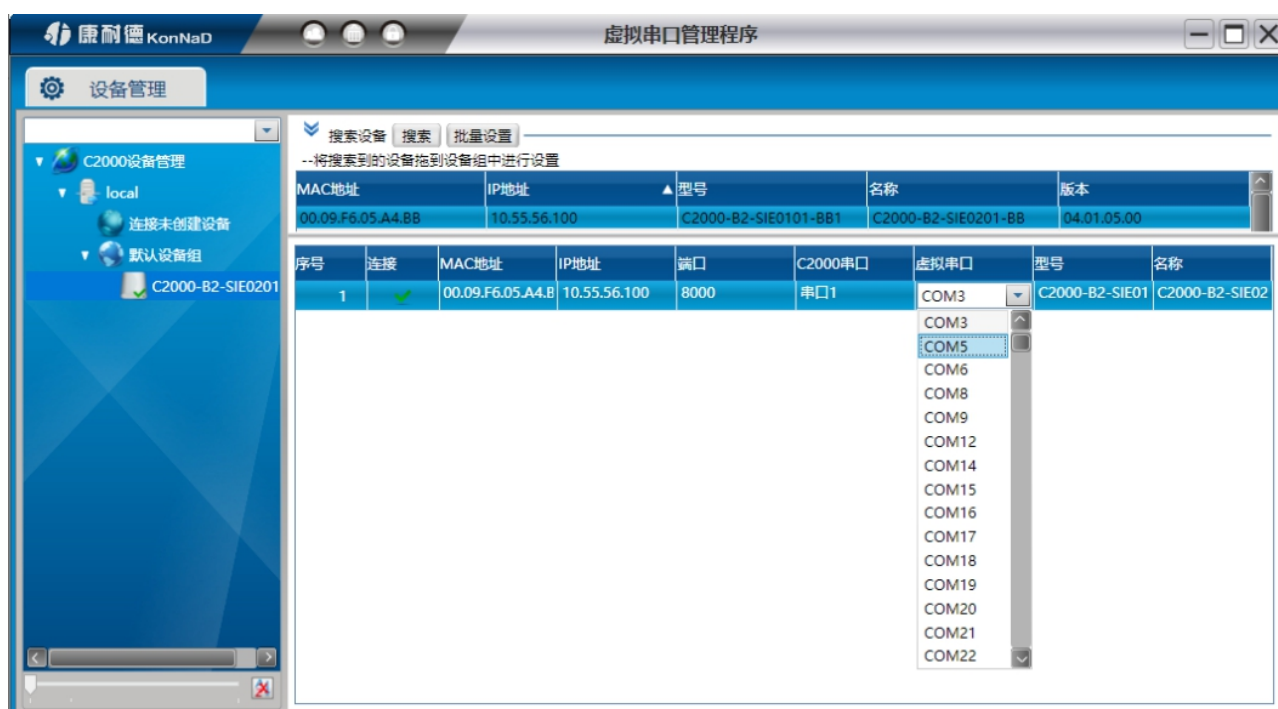 康耐德 KonNaD
虚拟串口管理程序
设备管理
C2000设备管理
local
连接未创建设备
默认设备组
C2000-B2-SIE0201
搜索设备 搜索 批量设置
--将搜索到的设备拖到设备组中进行设置
MAC地址 IP地址 型号 名称 版本
00.09.F6.05.A4.BB 10.55.56.100 C2000-B2-SIE0101-BB1 C2000-B2-SIE0201-BB 04.01.05.00
序号 连接 MAC地址 IP地址 端口 C2000串口 虚拟串口 型号 名称
1 00.09.F6.05.A4.B 10.55.56.100 8000 串口1 COM3 C2000-B2-SIE01 C2000-B2-SIE02
COM3
COM5
COM6
COM8
COM9
COM12
COM14
COM15
COM16
COM17
COM18
COM19
COM20
COM21
COM22